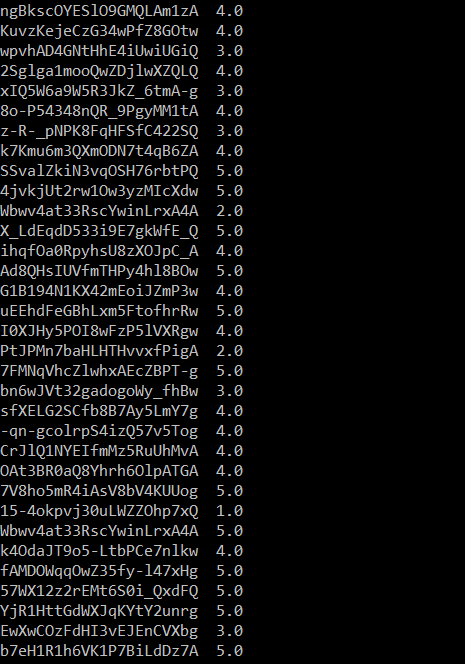 ngBkscOYESlO9GMQLAm1zA  4.0
KuvzKejeCzG34wPfZ8GOtw  4.0
wpvhAD4GNtHhE4iUwiUGiQ  3.0
2Sglga1mooQwZDjlwXZQLQ  4.0
xIQ5W6a9W5R3JkZ_6tmA-g  3.0
8o-P54348nQR_9PgyMM1tA  4.0
z-R-_pNPK8FqHFSfC422SQ  3.0
k7Kmu6m3QXmODN7t4qB6ZA  4.0
SSvalZkiN3vqOSH76rbtPQ  5.0
4jvkjUt2rw1Ow3yzMIcXdw  5.0
Wbwv4at33RscYwinLrxA4A  2.0
X_LdEqdD533i9E7gkWfE_Q  5.0
ihqfOa0RpyhsU8zXOJpC_A  4.0
Ad8QHsIUVfmTHPy4hl8BOw  5.0
G1B194N1KX42mEoiJZmP3w  4.0
uEEhdFeGBhLxm5FtofhrRw  5.0
I0XJHy5POI8wFzP5lVXRgw  4.0
PtJPMn7baHLHTHvvxfPigA  2.0
7FMNqVhcZlwhxAEcZBPT-g  5.0
bn6wJVt32gadogoWy_fhBw  3.0
sfXELG2SCfb8B7Ay5LmY7g  4.0
-qn-gcolrpS4izQ57v5Tog  4.0
CrJlQ1NYEIfmMz5RuUhMvA  4.0
OAt3BR0aQ8Yhrh6OlpATGA  4.0
7V8ho5mR4iAsV8bV4KUUog  5.0
15-4okpvj30uLWZZOhp7xQ  1.0
Wbwv4at33RscYwinLrxA4A  5.0
k4OdaJT9o5-LtbPCe7nlkw  4.0
fAMDOWqqOwZ35fy-l47xHg  5.0
57WX12z2rEMt6S0i_QxdFQ  5.0
YjR1HttGdWXJqKYtY2unrg  5.0
EwXwCOzFdHI3vEJEnCVXbg  3.0
b7eH1R1h6VK1P7BiLdDz7A  5.0